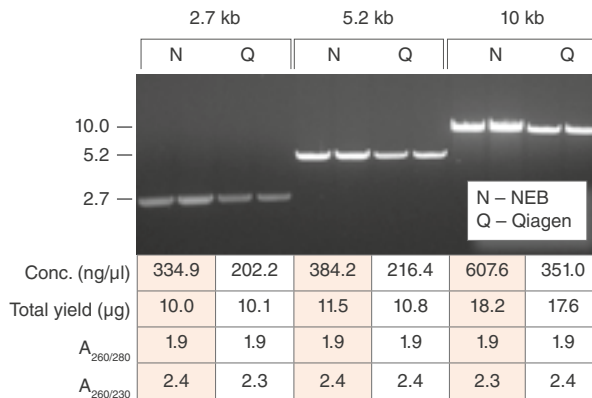 2.7 kb 5.2 kb 10 kb
N Q N Q N Q
10.0
5.2
2.7
N – NEB
Q – Qiagen
Conc. (ng/µl) 334.9 202.2 384.2 216.4 607.6 351.0
Total yield (µg) 10.0 10.1 11.5 10.8 18.2 17.6
A260/280 1.9 1.9 1.9 1.9 1.9 1.9
A260/230 2.4 2.3 2.4 2.4 2.3 2.4